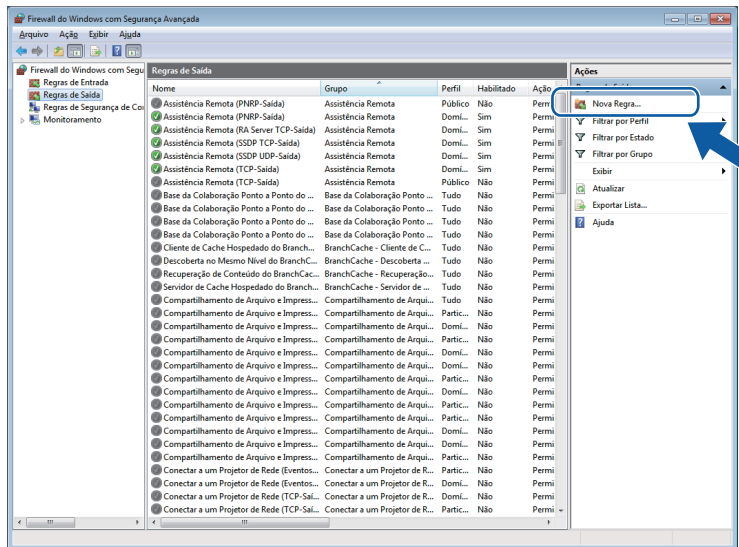 Firewall do Windows com Segurança Avançada
Arquivo Ação Exibir Ajuda
Firewall do Windows com Segu
Regras de Entrada
Regras de Saída
Regras de Segurança de Cor
Monitoramento
Regras de Saída
Nome Grupo Perfil Habilitado Ação
Assistência Remota (PNRP-Saída) Assistência Remota Público Não Permi
Assistência Remota (PNRP-Saída) Assistência Remota Domí... Sim Permi
Assistência Remota (RA Server TCP-Saída) Assistência Remota Domí... Sim Permi
Assistência Remota (SSDP TCP-Saída) Assistência Remota Domí... Sim Permi
Assistência Remota (SSDP UDP-Saída) Assistência Remota Domí... Sim Permi
Assistência Remota (TCP-Saída) Assistência Remota Domí... Sim Permi
Assistência Remota (TCP-Saída) Assistência Remota Público Não Permi
Base da Colaboração Ponto a Ponto do ... Base da Colaboração Ponto ... Tudo Não Permi
Base da Colaboração Ponto a Ponto do ... Base da Colaboração Ponto ... Tudo Não Permi
Base da Colaboração Ponto a Ponto do ... Base da Colaboração Ponto ... Tudo Não Permi
Base da Colaboração Ponto a Ponto do ... Base da Colaboração Ponto ... Tudo Não Permi
Cliente de Cache Hospedado do Branch... BranchCache - Cliente de C... Tudo Não Permi
Descoberta no Mesmo Nível do BranchC... BranchCache - Descoberta ... Tudo Não Permi
Recuperação de Conteúdo do BranchCac... BranchCache - Recuperação... Tudo Não Permi
Servidor de Cache Hospedado do Branch... BranchCache - Servidor de ... Tudo Não Permi
Compartilhamento de Arquivo e Impress... Compartilhamento de Arqui... Tudo Não Permi
Compartilhamento de Arquivo e Impress... Compartilhamento de Arqui... Partic... Não Permi
Compartilhamento de Arquivo e Impress... Compartilhamento de Arqui... Domí... Não Permi
Compartilhamento de Arquivo e Impress... Compartilhamento de Arqui... Partic... Não Permi
Compartilhamento de Arquivo e Impress... Compartilhamento de Arqui... Domí... Não Permi
Compartilhamento de Arquivo e Impress... Compartilhamento de Arqui... Domí... Não Permi
Compartilhamento de Arquivo e Impress... Compartilhamento de Arqui... Partic... Não Permi
Compartilhamento de Arquivo e Impress... Compartilhamento de Arqui... Domí... Não Permi
Compartilhamento de Arquivo e Impress... Compartilhamento de Arqui... Partic... Não Permi
Compartilhamento de Arquivo e Impress... Compartilhamento de Arqui... Partic... Não Permi
Compartilhamento de Arquivo e Impress... Compartilhamento de Arqui... Domí... Não Permi
Compartilhamento de Arquivo e Impress... Compartilhamento de Arqui... Domí... Não Permi
Compartilhamento de Arquivo e Impress... Compartilhamento de Arqui... Partic... Não Permi
Conectar a um Projetor de Rede (Eventos... Conectar a um Projetor de R... Partic... Não Permi
Conectar a um Projetor de Rede (Eventos... Conectar a um Projetor de R... Domí... Não Permi
Conectar a um Projetor de Rede (TCP-Saí... Conectar a um Projetor de R... Domí... Não Permi
Conectar a um Projetor de Rede (TCP-Saí... Conectar a um Projetor de R... Partic... Não Permi
Ações
Nova Regra...
Filtrar por Perfil
Filtrar por Estado
Filtrar por Grupo
Exibir
Atualizar
Exportar Lista...
Ajuda